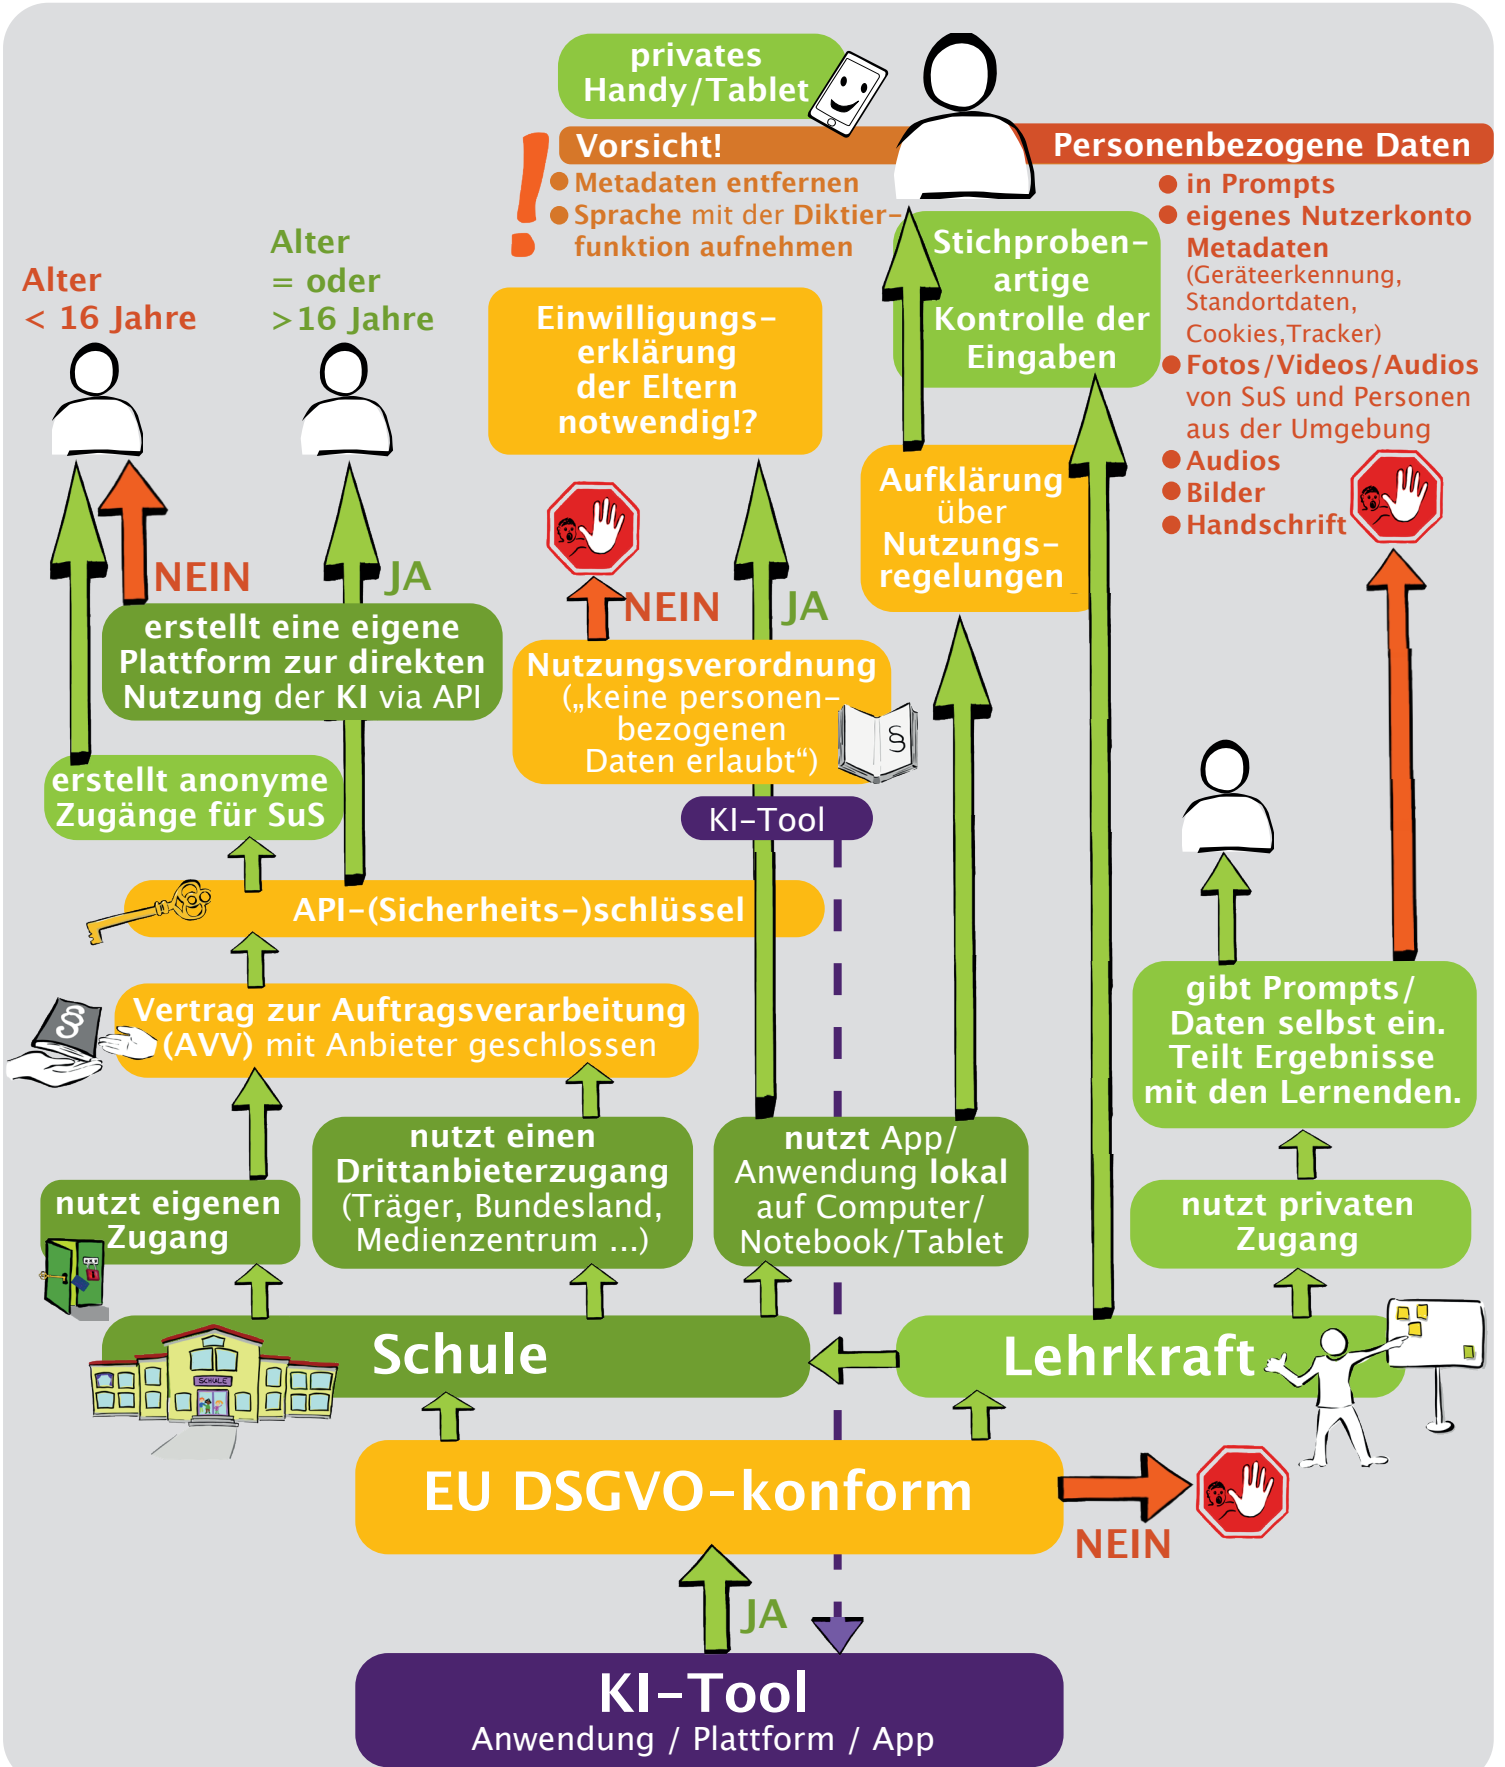 privates
Handy/Tablet
Vorsicht!
Metadaten entfernen
Sprache mit der Diktier-
funktion aufnehmen
Personenbezogene Daten
in Prompts
eigenes Nutzerkonto
Metadaten
(Geräteerkennung,
Standortdaten,
Cookies,Tracker)
Fotos/Videos/Audios
von SuS und Personen
aus der Umgebung
Audios
Bilder
Handschrift
Alter
< 16 Jahre
Alter
= oder
>16 Jahre
Einwilligungs-
erklärung
der Eltern
notwendig!?
Stichproben-
artige
Kontrolle der
Eingaben
Aufklärung
über
Nutzungs-
regelungen
NEIN
JA
NEIN
JA
erstellt eine eigene
Plattform zur direkten
Nutzung der KI via API
Nutzungsverordnung
(„keine personen-
bezogenen
Daten erlaubt“)
§
KI-Tool
erstellt anonyme
Zugänge für SuS
API-(Sicherheits-)schlüssel
§
Vertrag zur Auftragsverarbeitung
(AVV) mit Anbieter geschlossen
gibt Prompts/
Daten selbst ein.
Teilt Ergebnisse
mit den Lernenden.
nutzt eigenen
Zugang
nutzt einen
Drittanbieterzugang
(Träger, Bundesland,
Medienzentrum ...)
nutzt App/
Anwendung lokal
auf Computer/
Notebook/Tablet
nutzt privaten
Zugang
SCHULE
Schule
Lehrkraft
EU DSGVO-konform
NEIN
JA
KI-Tool
Anwendung / Plattform / App